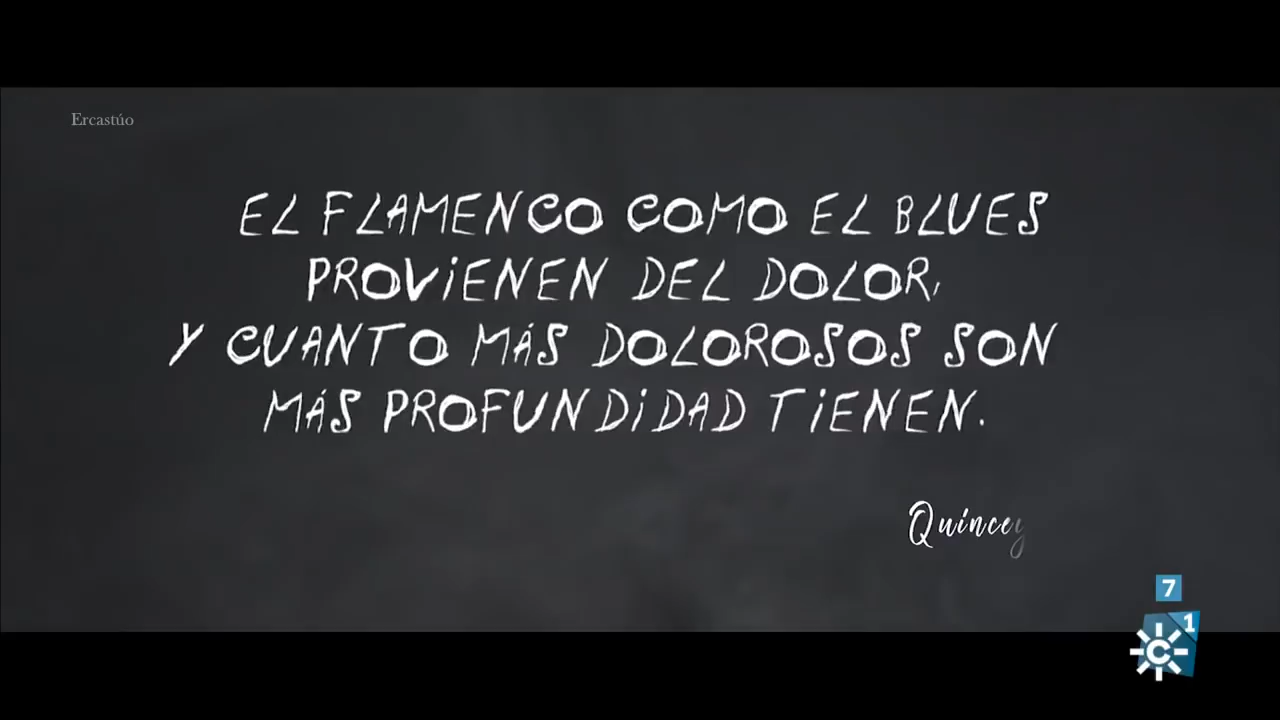 Ercastúo
EL FLAMENCO COMO EL BLUES
PROViENEN DEL DOLOR,
Y CUANTO MÁS DOLOROSOS SON
MÁS PROFUNDiDAD TiENEN.
Quincey
7
1
C